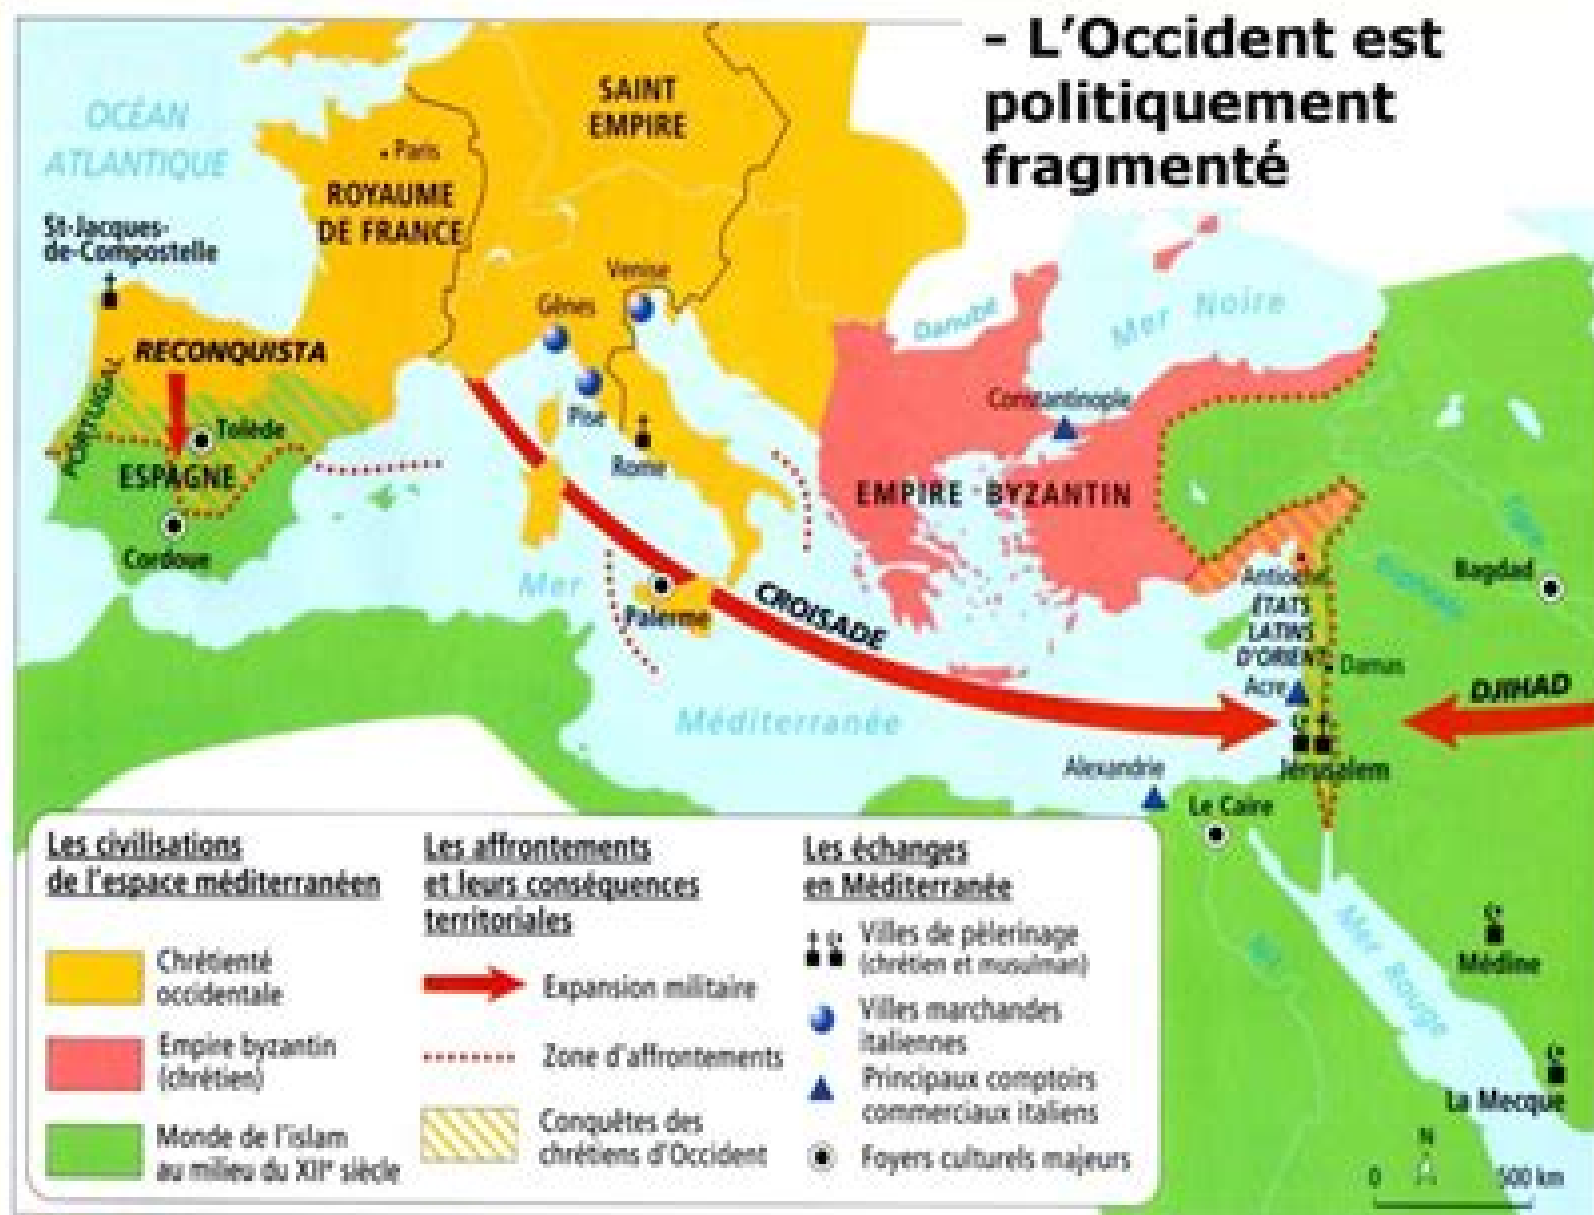 - L'Occident est
politiquement
fragmenté
OCÉAN
ATLANTIQUE
SAINT
EMPIRE
Paris
ROYAUME
DE FRANCE
St-Jacques-
de-Compostelle
Venise
Gênes
Danube
Mer Noire
RECONQUISTA
PORTUGAL
Pise
Constantinople
Tolède
Rome
ESPAGNE
EMPIRE BYZANTIN
Cordoue
Mer
Palerme
CROISADE
Antioche
Bagdad
Tigre
Euphrate
ÉTATS
LATINS
D'ORIENT
Damas
Acre
DJIHAD
Méditerranée
Alexandrie
Jérusalem
Le Caire
Nil
Mer Rouge
Médine
La Mecque
N
0 500 km
Les civilisations
de l'espace méditerranéen
Chrétienté
occidentale
Empire byzantin
(chrétien)
Monde de l'islam
au milieu du XIIe siècle
Les affrontements
et leurs conséquences
territoriales
Expansion militaire
Zone d'affrontements
Conquêtes des
chrétiens d'Occident
Les échanges
en Méditerranée
Villes de pèlerinage
(chrétien et musulman)
Villes marchandes
italiennes
Principaux comptoirs
commerciaux italiens
Foyers culturels majeurs